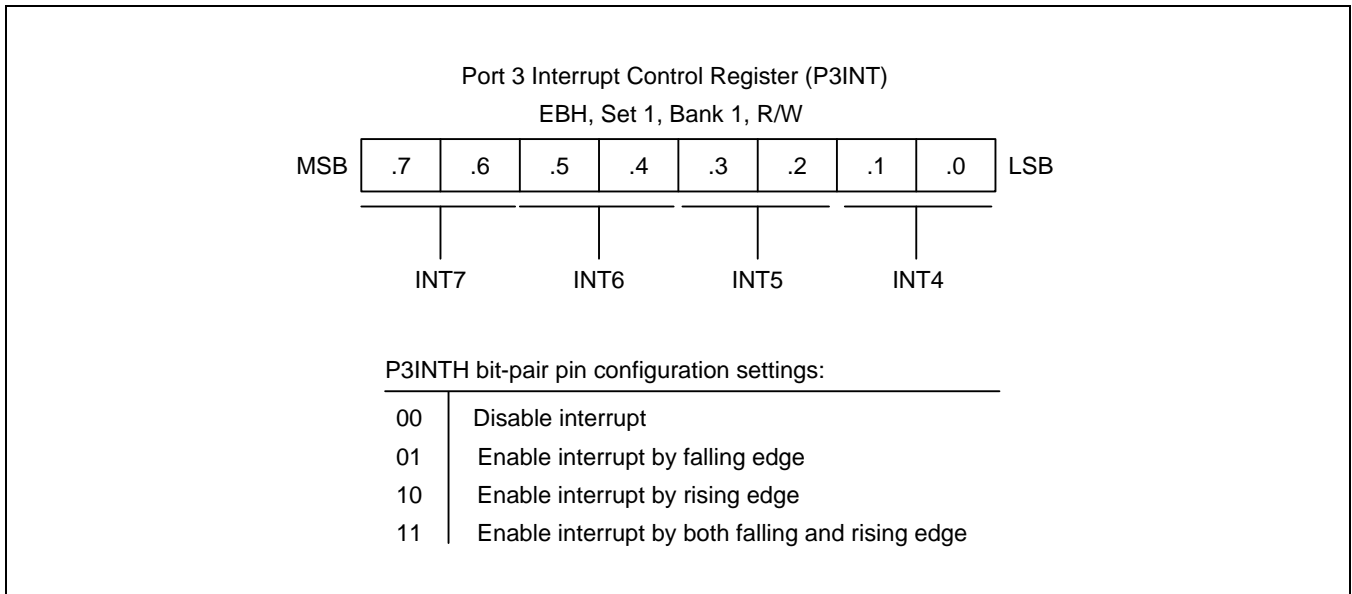 Port 3 Interrupt Control Register (P3INT)
EBH, Set 1, Bank 1, R/W
MSB .7 .6 .5 .4 .3 .2 .1 .0 LSB
INT7 INT6 INT5 INT4
P3INTH bit-pair pin configuration settings:
00 Disable interrupt
01 Enable interrupt by falling edge
10 Enable interrupt by rising edge
11 Enable interrupt by both falling and rising edge